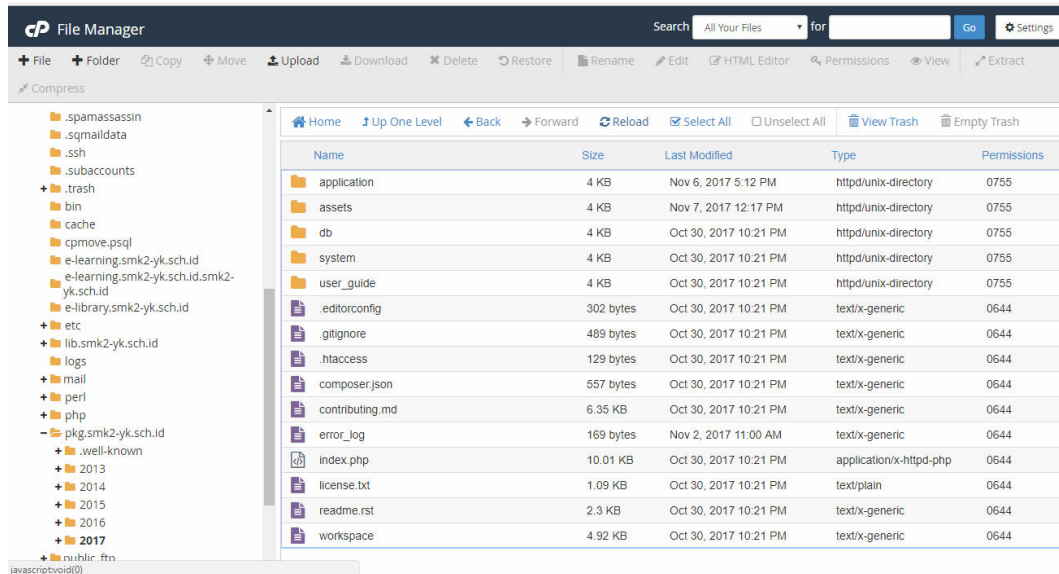 cP File Manager Search All Your Files for Go Settings
File Folder Copy Move Upload Download Delete Restore Rename Edit HTML Editor Permissions View Extract
Compress
.spamassassin
.sqmaildata
.ssh
.subaccounts
.trash
bin
cache
cpmove.psql
e-learning.smk2-yk.sch.id
e-learning.smk2-yk.sch.id.smk2-
yk.sch.id
e-library.smk2-yk.sch.id
etc
lib.smk2-yk.sch.id
logs
mail
perl
php
pkg.smk2-yk.sch.id
.well-known
2013
2014
2015
2016
2017
public_ftp
javascript:void(0)
Home Up One Level Back Forward Reload Select All Unselect All View Trash Empty Trash
Name Size Last Modified Type Permissions
application 4 KB Nov 6, 2017 5:12 PM httpd/unix-directory 0755
assets 4 KB Nov 7, 2017 12:17 PM httpd/unix-directory 0755
db 4 KB Oct 30, 2017 10:21 PM httpd/unix-directory 0755
system 4 KB Oct 30, 2017 10:21 PM httpd/unix-directory 0755
user_guide 4 KB Oct 30, 2017 10:21 PM httpd/unix-directory 0755
.editorconfig 302 bytes Oct 30, 2017 10:21 PM text/x-generic 0644
.gitignore 489 bytes Oct 30, 2017 10:21 PM text/x-generic 0644
.htaccess 129 bytes Oct 30, 2017 10:21 PM text/x-generic 0644
composer.json 557 bytes Oct 30, 2017 10:21 PM text/x-generic 0644
contributing.md 6.35 KB Oct 30, 2017 10:21 PM text/x-generic 0644
error_log 169 bytes Nov 2, 2017 11:00 AM text/x-generic 0644
index.php 10.01 KB Oct 30, 2017 10:21 PM application/x-httpd-php 0644
license.txt 1.09 KB Oct 30, 2017 10:21 PM text/plain 0644
readme.rst 2.3 KB Oct 30, 2017 10:21 PM text/x-generic 0644
workspace 4.92 KB Oct 30, 2017 10:21 PM text/x-generic 0644